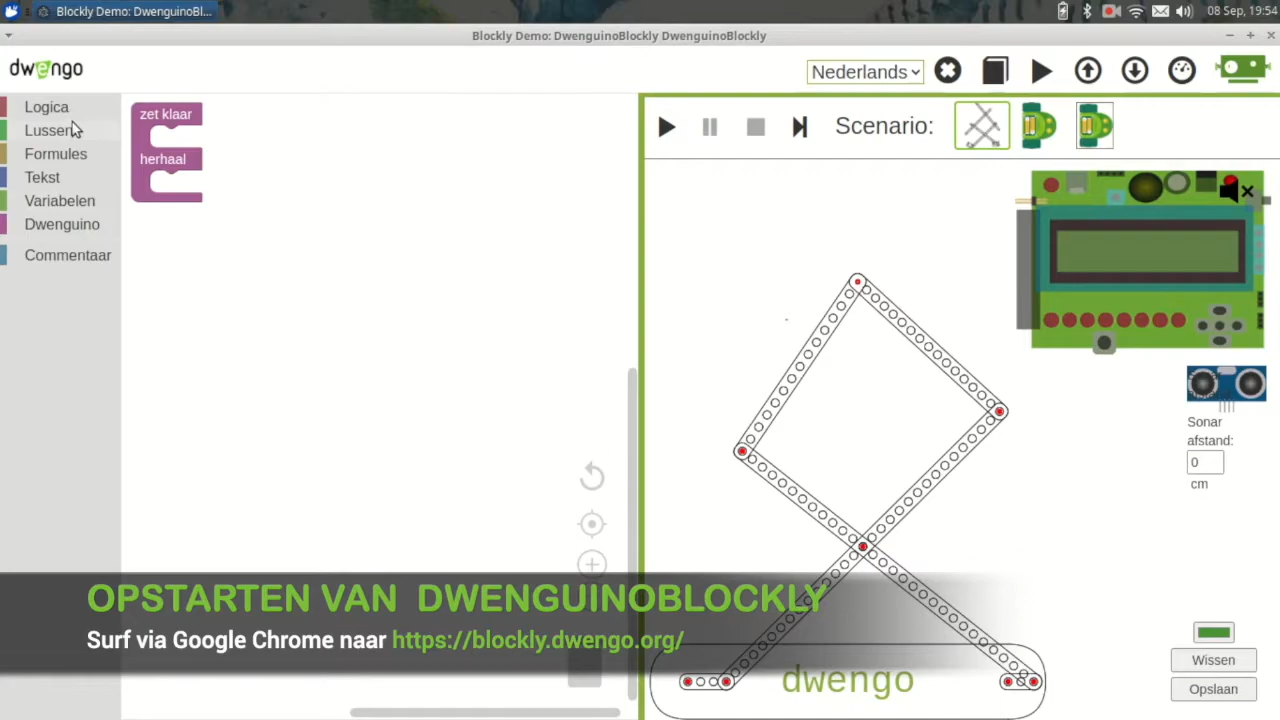 Blockly Demo: DwenguinoBl...
08 Sep, 19:54
Blockly Demo: DwenguinoBlockly DwenguinoBlockly
dwengo
Nederlands
Logica
Lussen
Formules
Tekst
Variabelen
Dwenguino
Commentaar
zet klaar
herhaal
Scenario:
Sonar
afstand:
0
cm
OPSTARTEN VAN DWENGUINOBLOCKLY
Surf via Google Chrome naar https://blockly.dwengo.org/
dwengo
Wissen
Opslaan